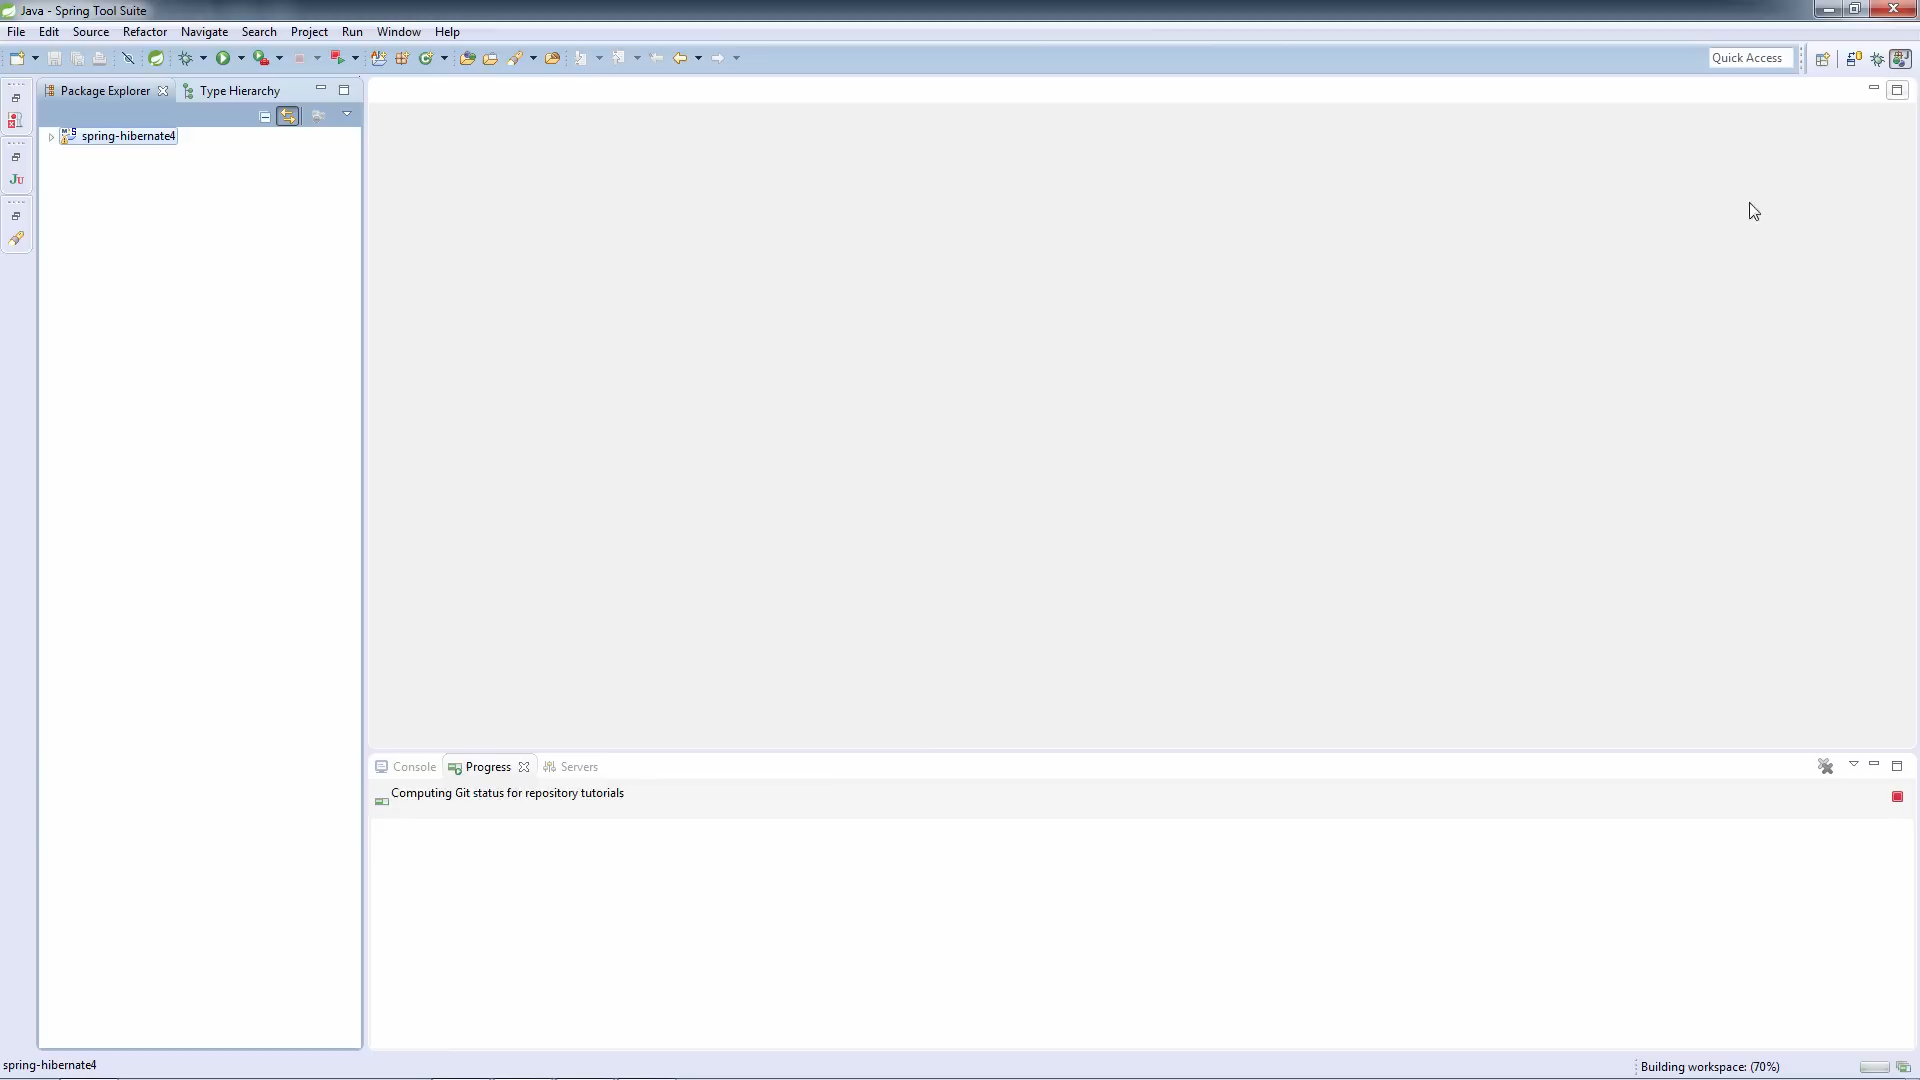 Java - Spring Tool Suite
File Edit Source Refactor Navigate Search Project Run Window Help
Quick Access
Package Explorer Type Hierarchy
spring-hibernate4
Ju
Console Progress Servers
Computing Git status for repository tutorials
spring-hibernate4 Building workspace: (70%)